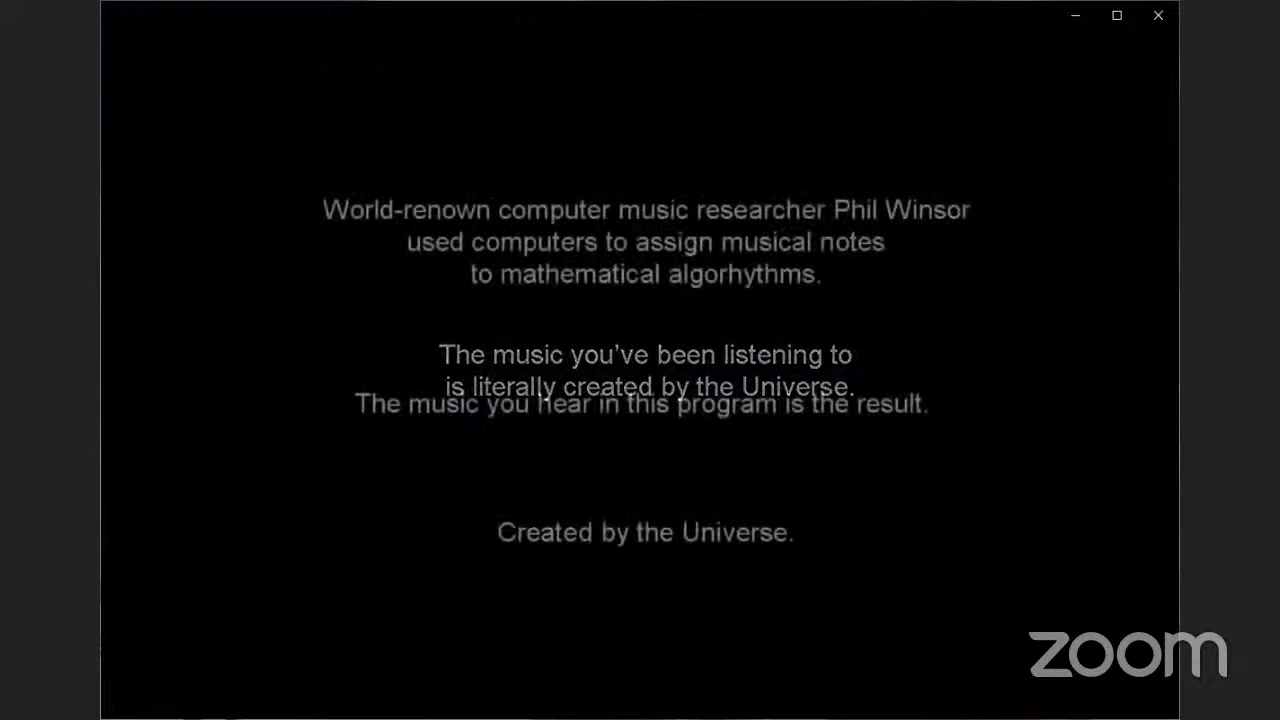 World-renown computer music researcher Phil Winsor
used computers to assign musical notes
to mathematical algorhythms.
The music you've been listening to
is literally created by the Universe.
The music you hear in this program is the result.
Created by the Universe.
zoom